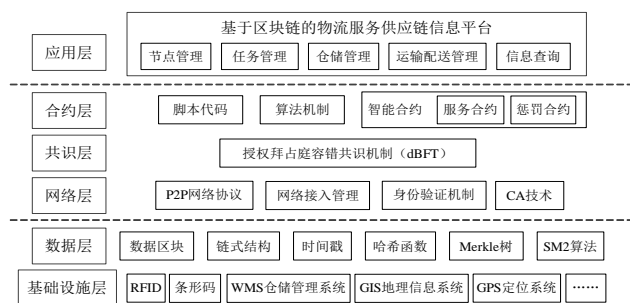 基于区块链的物流服务供应链信息平台
应用层 节点管理 任务管理 仓储管理 运输配送管理 信息查询
合约层 脚本代码 算法机制 智能合约 服务合约 惩罚合约
共识层 授权拜占庭容错共识机制（dBFT）
网络层 P2P网络协议 网络接入管理 身份验证机制 CA技术
数据层 数据区块 链式结构 时间戳 哈希函数 Merkle树 SM2算法
基础设施层 RFID 条形码 WMS仓储管理系统 GIS地理信息系统 GPS定位系统 ……